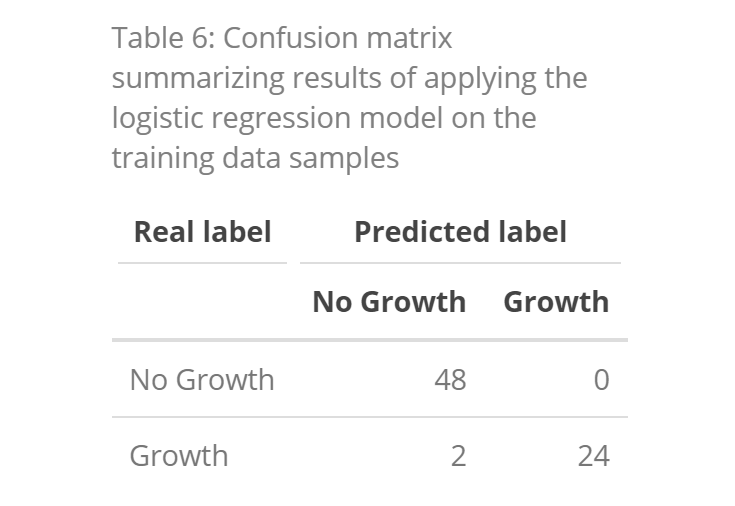 Table 6: Confusion matrix
summarizing results of applying the
logistic regression model on the
training data samples
Real label Predicted label
No Growth Growth
No Growth 48 0
Growth 2 24